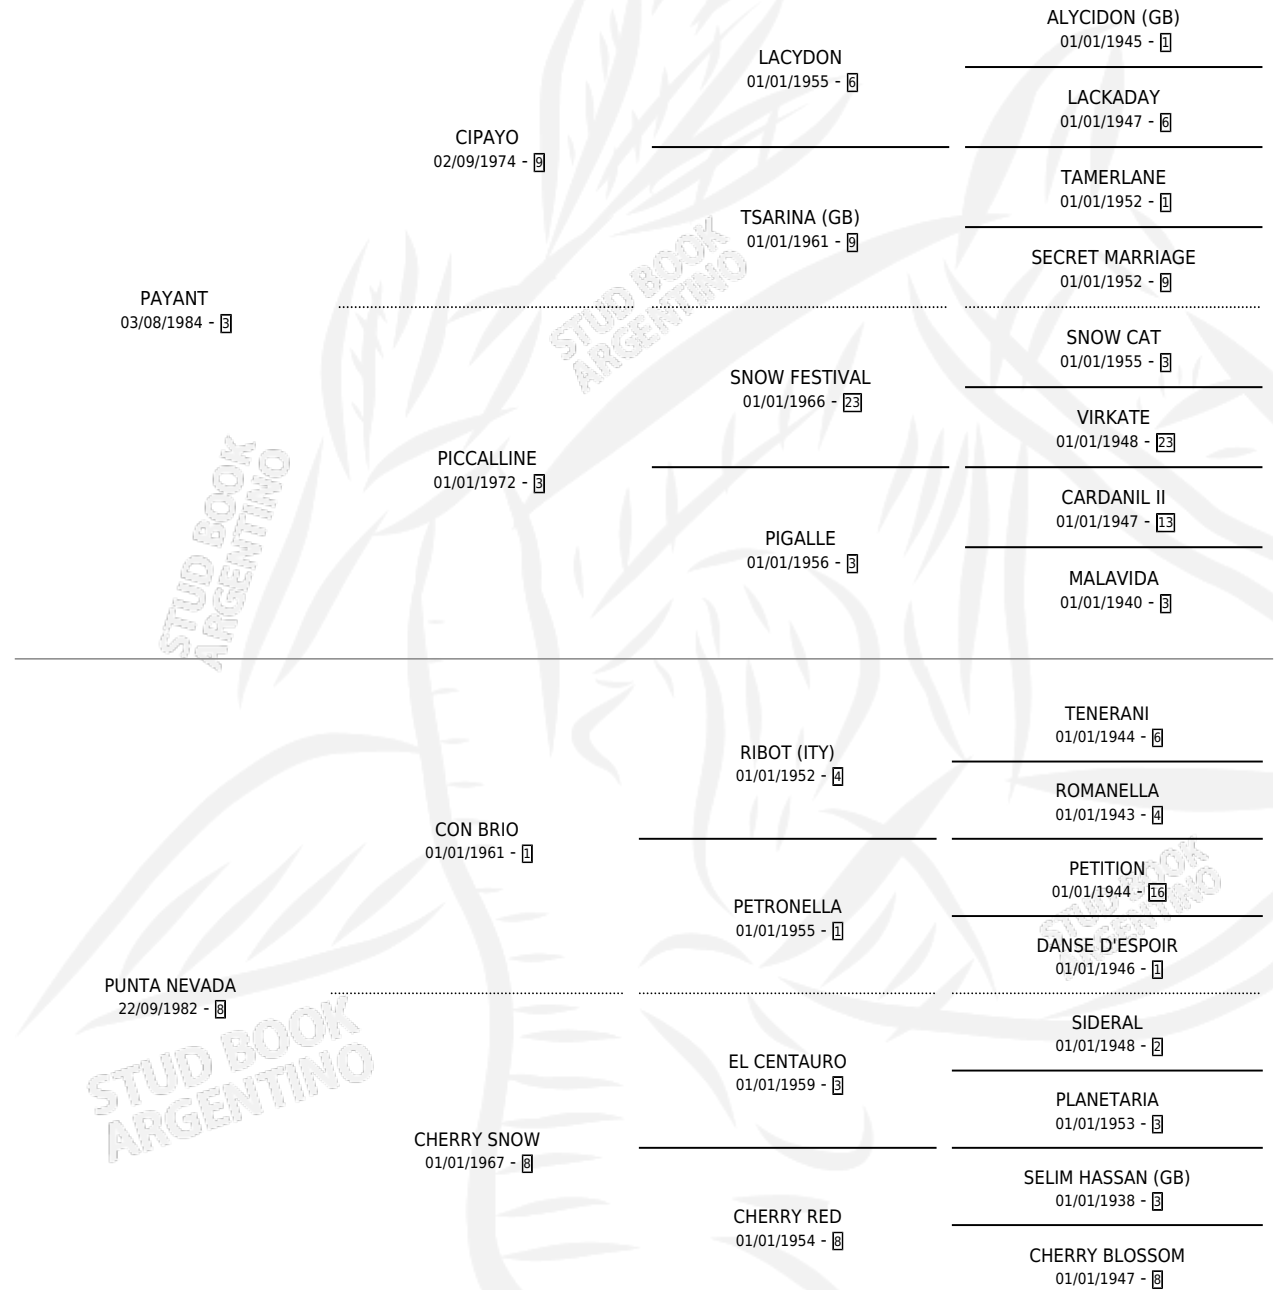 ALYCIDON (GB)
01/01/1945 - 1
LACYDON
01/01/1955 - 6
LACKADAY
01/01/1947 - 6
CIPAYO
02/09/1974 - 9
TAMERLANE
01/01/1952 - 1
TSARINA (GB)
01/01/1961 - 9
SECRET MARRIAGE
01/01/1952 - 9
PAYANT
03/08/1984 - 3
SNOW CAT
01/01/1955 - 3
SNOW FESTIVAL
01/01/1966 - 23
VIRKATE
01/01/1948 - 23
PICCALLINE
01/01/1972 - 3
CARDANIL II
01/01/1947 - 13
PIGALLE
01/01/1956 - 3
MALAVIDA
01/01/1940 - 3
STUD BOOK
ARGENTINO
STUD BOOK
ARGENTINO
TENERANI
01/01/1944 - 6
RIBOT (ITY)
01/01/1952 - 4
ROMANELLA
01/01/1943 - 4
CON BRIO
01/01/1961 - 1
PETITION
01/01/1944 - 16
PETRONELLA
01/01/1955 - 1
DANSE D'ESPOIR
01/01/1946 - 1
PUNTA NEVADA
22/09/1982 - 8
SIDERAL
01/01/1948 - 2
EL CENTAURO
01/01/1959 - 3
PLANETARIA
01/01/1953 - 3
CHERRY SNOW
01/01/1967 - 8
SELIM HASSAN (GB)
01/01/1938 - 3
CHERRY RED
01/01/1954 - 8
CHERRY BLOSSOM
01/01/1947 - 8
STUD BOOK
ARGENTINO
STUD BOOK
ARGENTINO